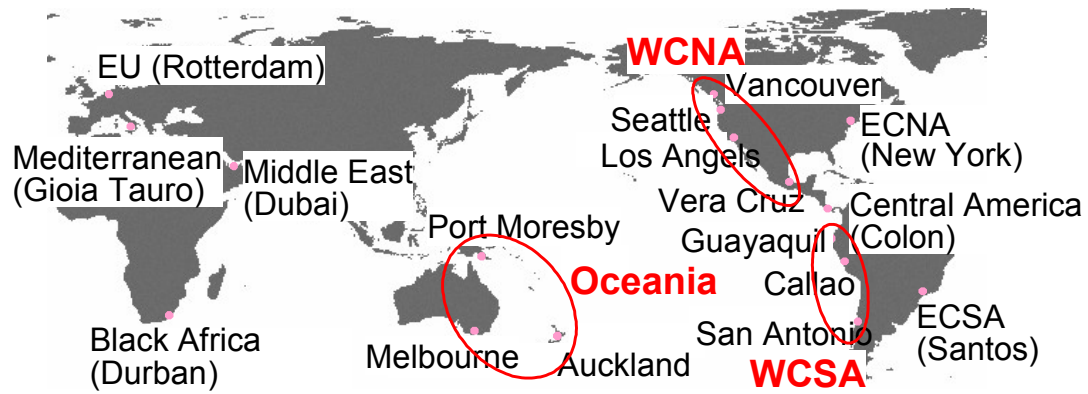 WCNA
EU (Rotterdam)
Vancouver
Seattle
ECNA
(New York)
Los Angels
Mediterranean
(Gioia Tauro)
Middle East
(Dubai)
Vera Cruz
Central America
(Colon)
Port Moresby
Guayaquil
Oceania
Callao
Black Africa
(Durban)
Melbourne
Auckland
San Antonio
ECSA
(Santos)
WCSA